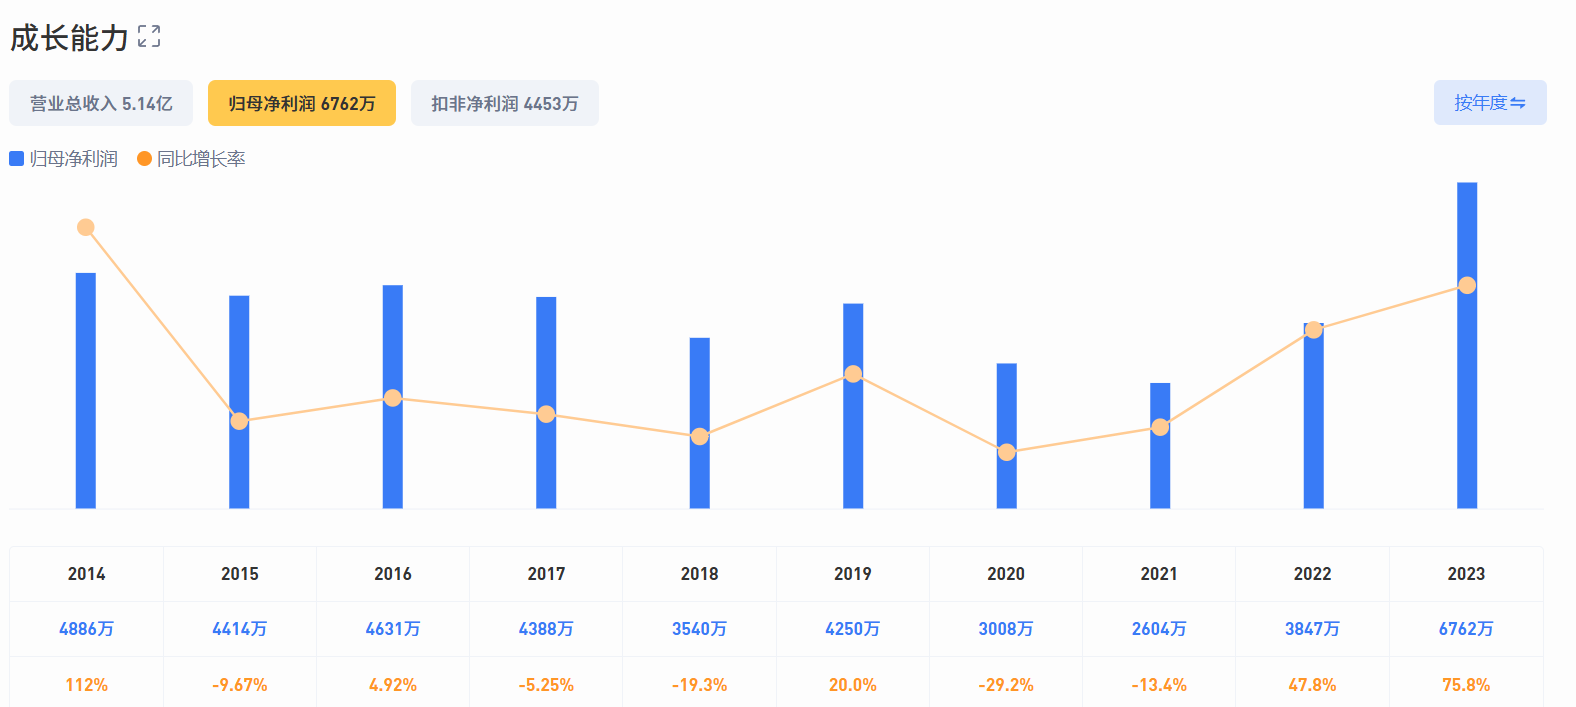 成长能力
营业总收入 5.14亿 归母净利润 6762万 扣非净利润 4453万 按年度⇋
归母净利润 同比增长率
2014 2015 2016 2017 2018 2019 2020 2021 2022 2023
4886万 4414万 4631万 4388万 3540万 4250万 3008万 2604万 3847万 6762万
112% -9.67% 4.92% -5.25% -19.3% 20.0% -29.2% -13.4% 47.8% 75.8%